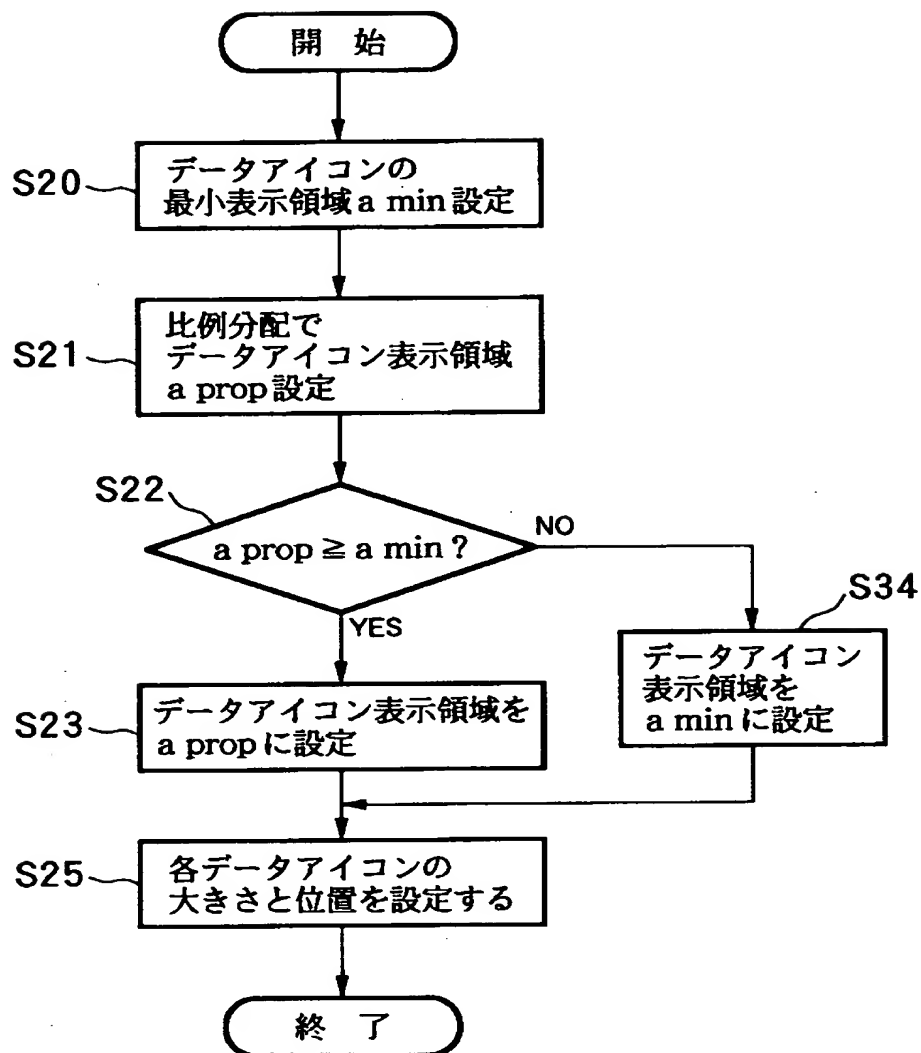 開 始
S20
データアイコンの
最小表示領域a min設定
S21
比例分配で
データアイコン表示領域
a prop設定
S22
a prop ≧ a min ?
NO
YES
S34
データアイコン
表示領域を
a minに設定
S23
データアイコン表示領域を
a propに設定
S25
各データアイコンの
大きさと位置を設定する
終 了